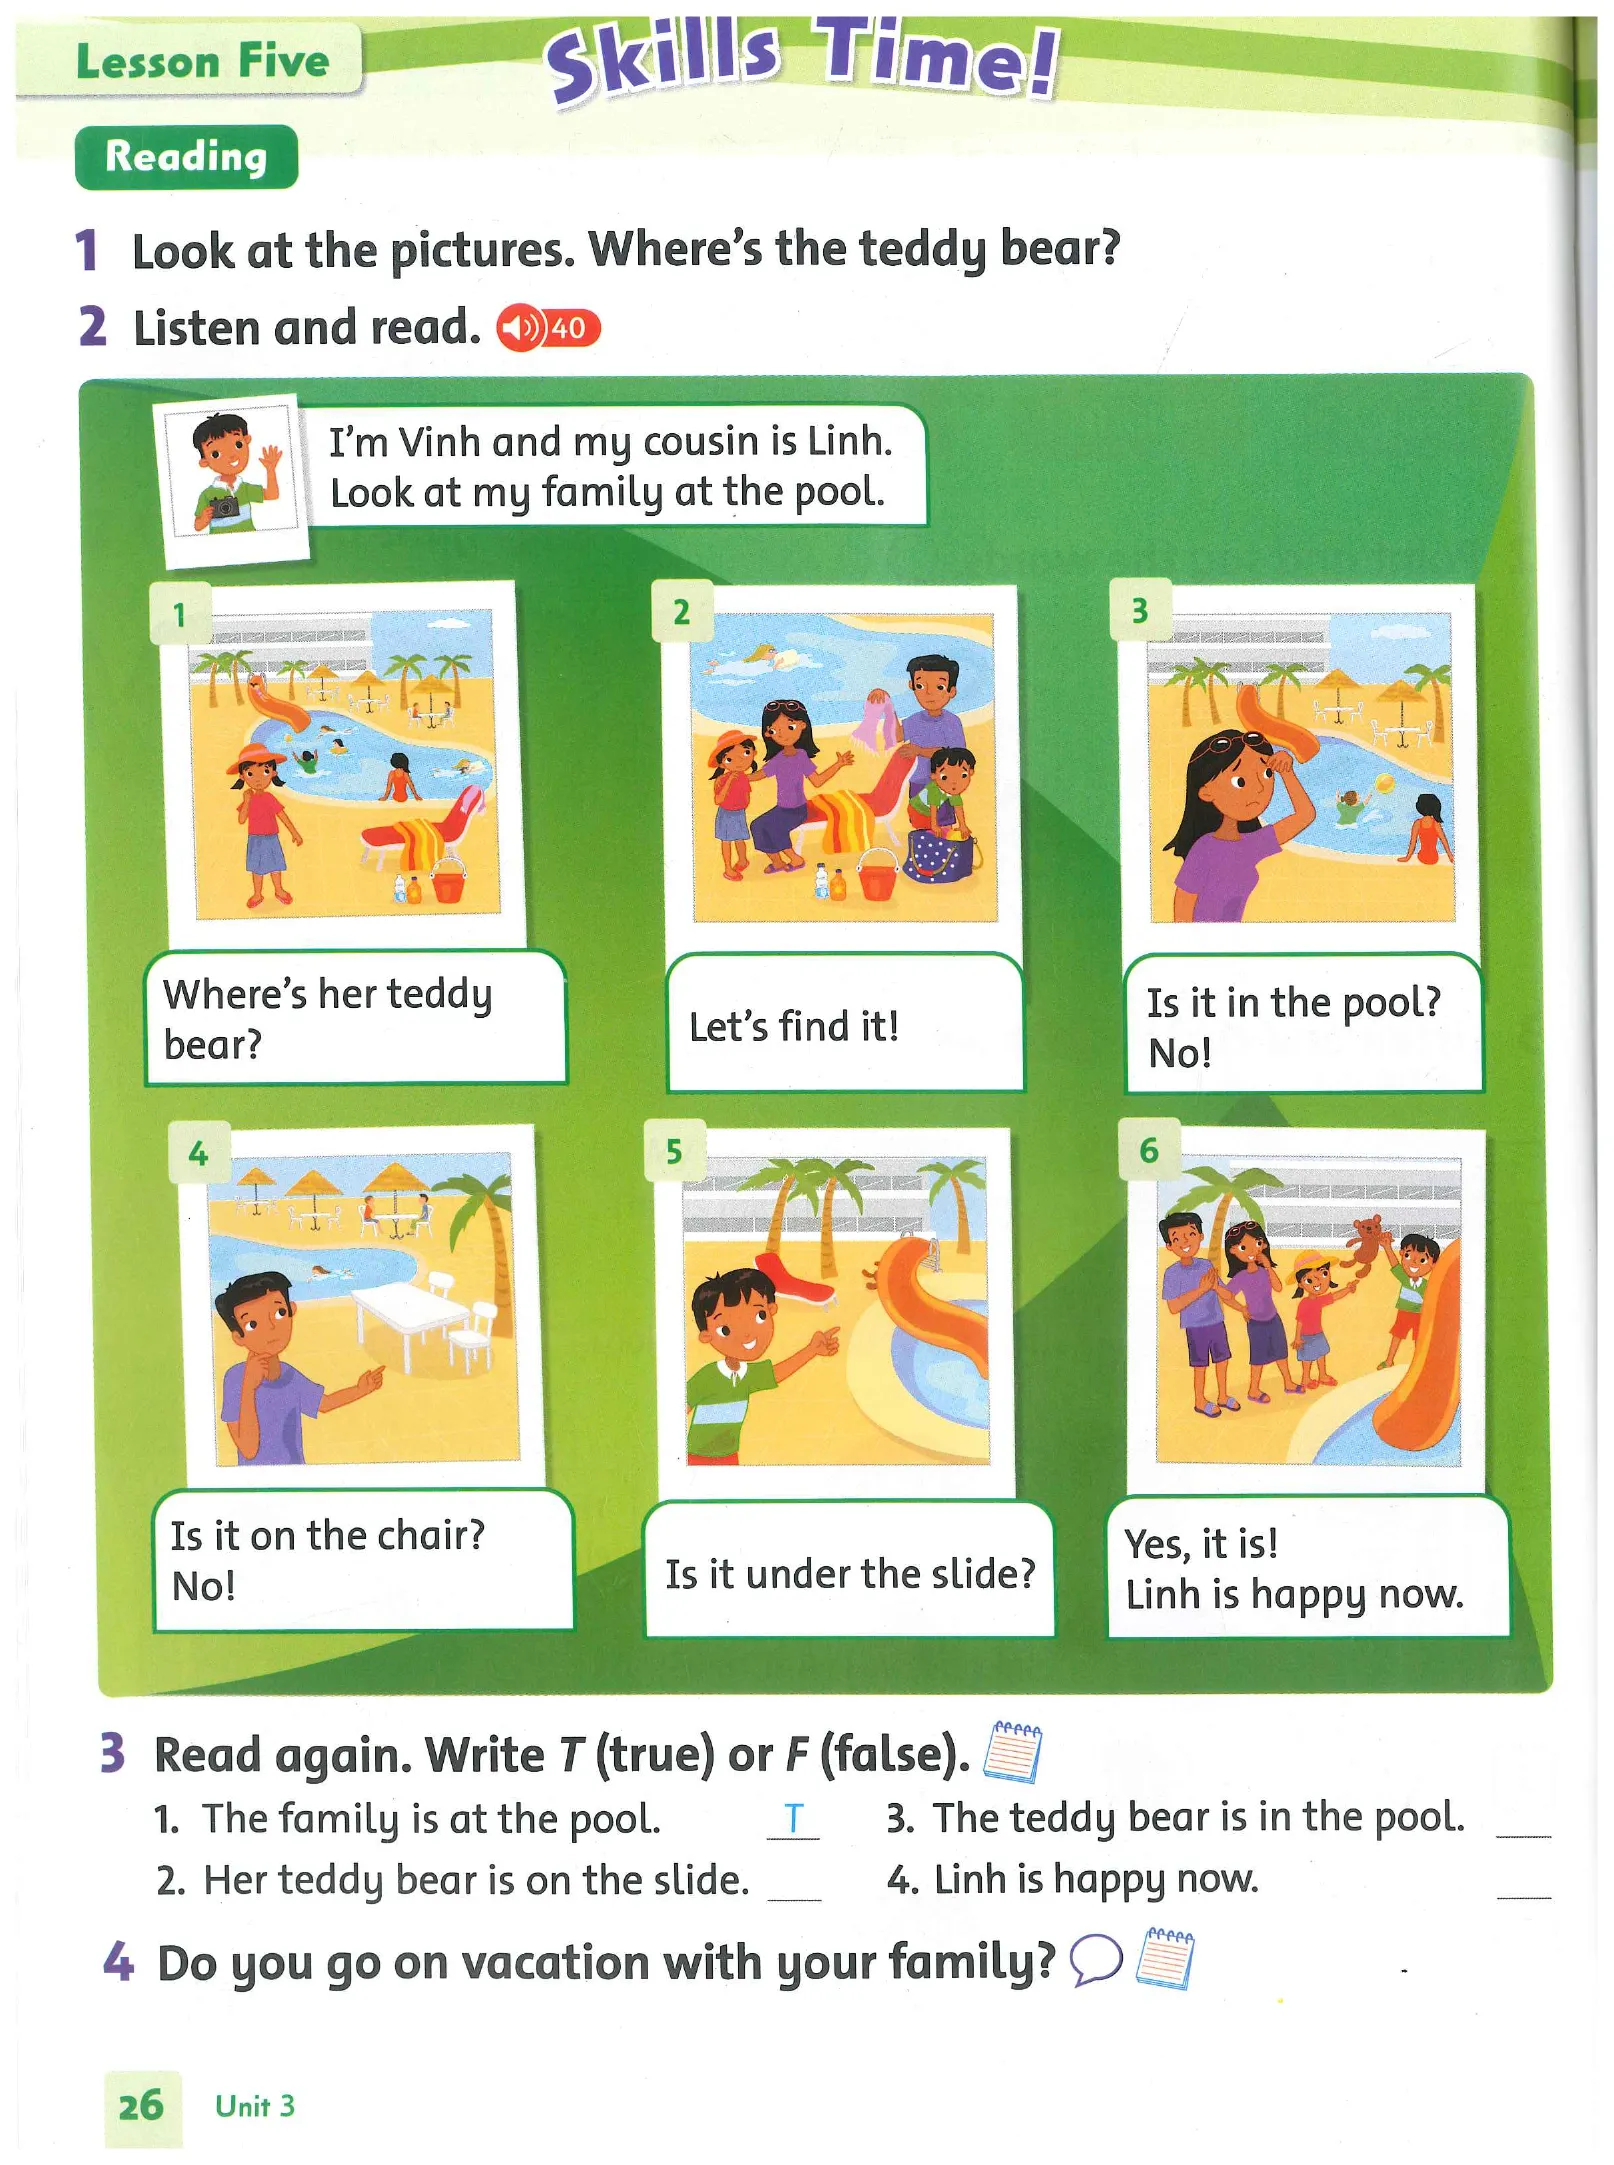 Lesson Five
Skills Time!
Reading
1 Look at the pictures. Where's the teddy bear?
2 Listen and read. 40
I'm Vinh and my cousin is Linh.
Look at my family at the pool.
1
Where's her teddy
bear?
2
Let's find it!
3
Is it in the pool?
No!
4
Is it on the chair?
No!
5
Is it under the slide?
6
Yes, it is!
Linh is happy now.
3 Read again. Write T (true) or F (false).
1. The family is at the pool. T
2. Her teddy bear is on the slide. ___
3. The teddy bear is in the pool. ___
4. Linh is happy now. ___
4 Do you go on vacation with your family?
26 Unit 3